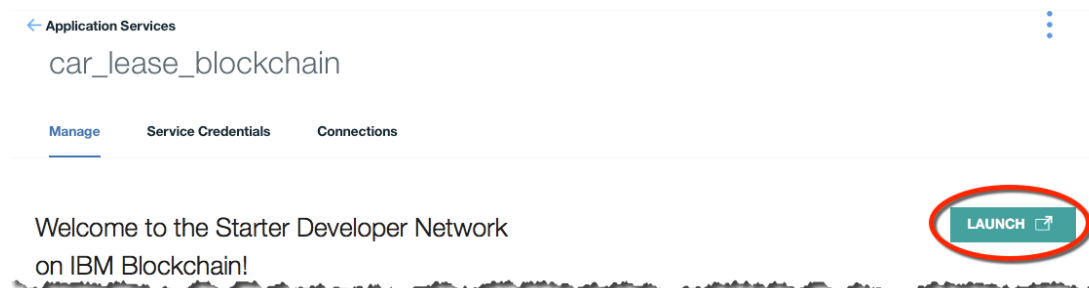 Application Services
car_lease_blockchain
Manage Service Credentials Connections
Welcome to the Starter Developer Network
on IBM Blockchain!
LAUNCH